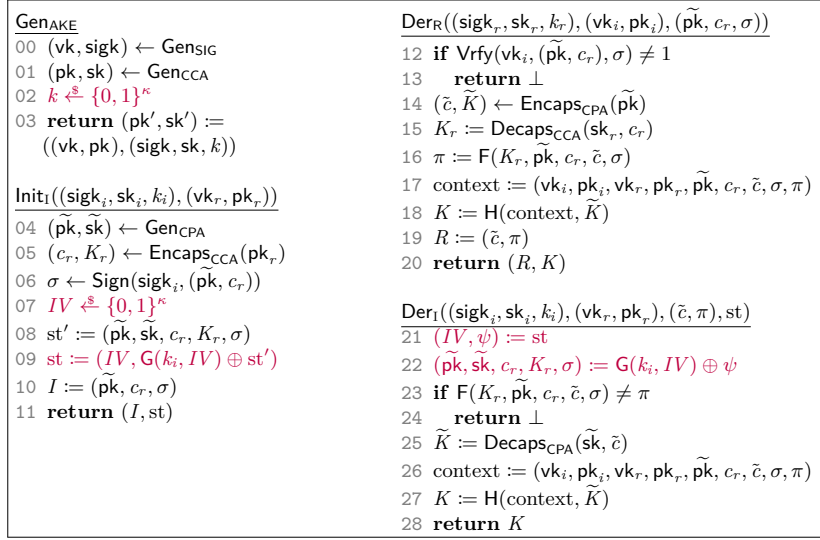 Gen_AKE
00 (vk, sigk) ← Gen_SIG
01 (pk, sk) ← Gen_CCA
02 k ←$ {0, 1}^κ
03 return (pk′, sk′) :=
((vk, pk), (sigk, sk, k))
Init_I((sigk_i, sk_i, k_i), (vk_r, pk_r))
04 (p͠k, s͠k) ← Gen_CPA
05 (c_r, K_r) ← Encaps_CCA(pk_r)
06 σ ← Sign(sigk_i, (p͠k, c_r))
07 IV ←$ {0, 1}^κ
08 st′ := (p͠k, s͠k, c_r, K_r, σ)
09 st := (IV, G(k_i, IV) ⊕ st′)
10 I := (p͠k, c_r, σ)
11 return (I, st)
Der_R((sigk_r, sk_r, k_r), (vk_i, pk_i), (p͠k, c_r, σ))
12 if Vrfy(vk_i, (p͠k, c_r), σ) ≠ 1
13 return ⊥
14 (c̃, K̃) ← Encaps_CPA(p͠k)
15 K_r := Decaps_CCA(sk_r, c_r)
16 π := F(K_r, p͠k, c_r, c̃, σ)
17 context := (vk_i, pk_i, vk_r, pk_r, p͠k, c_r, c̃, σ, π)
18 K := H(context, K̃)
19 R := (c̃, π)
20 return (R, K)
Der_I((sigk_i, sk_i, k_i), (vk_r, pk_r), (c̃, π), st)
21 (IV, ψ) := st
22 (p͠k, s͠k, c_r, K_r, σ) := G(k_i, IV) ⊕ ψ
23 if F(K_r, p͠k, c_r, c̃, σ) ≠ π
24 return ⊥
25 K̃ := Decaps_CPA(s͠k, c̃)
26 context := (vk_i, pk_i, vk_r, pk_r, p͠k, c_r, c̃, σ, π)
27 K := H(context, K̃)
28 return K